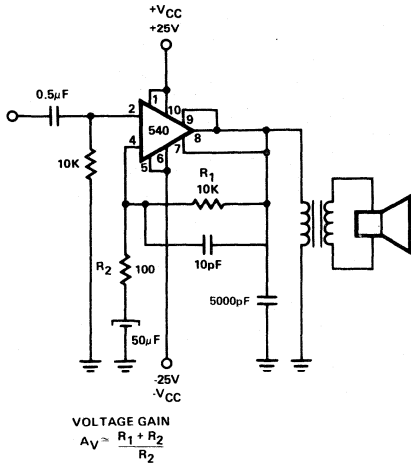 +VCC
+25V
0.5µF
2
1
10
9
540
8
4
7
5
6
10K
R1
10K
R2
100
10pF
5000pF
50µF
-25V
-VCC
VOLTAGE GAIN
AV ≃ R1 + R2
R2